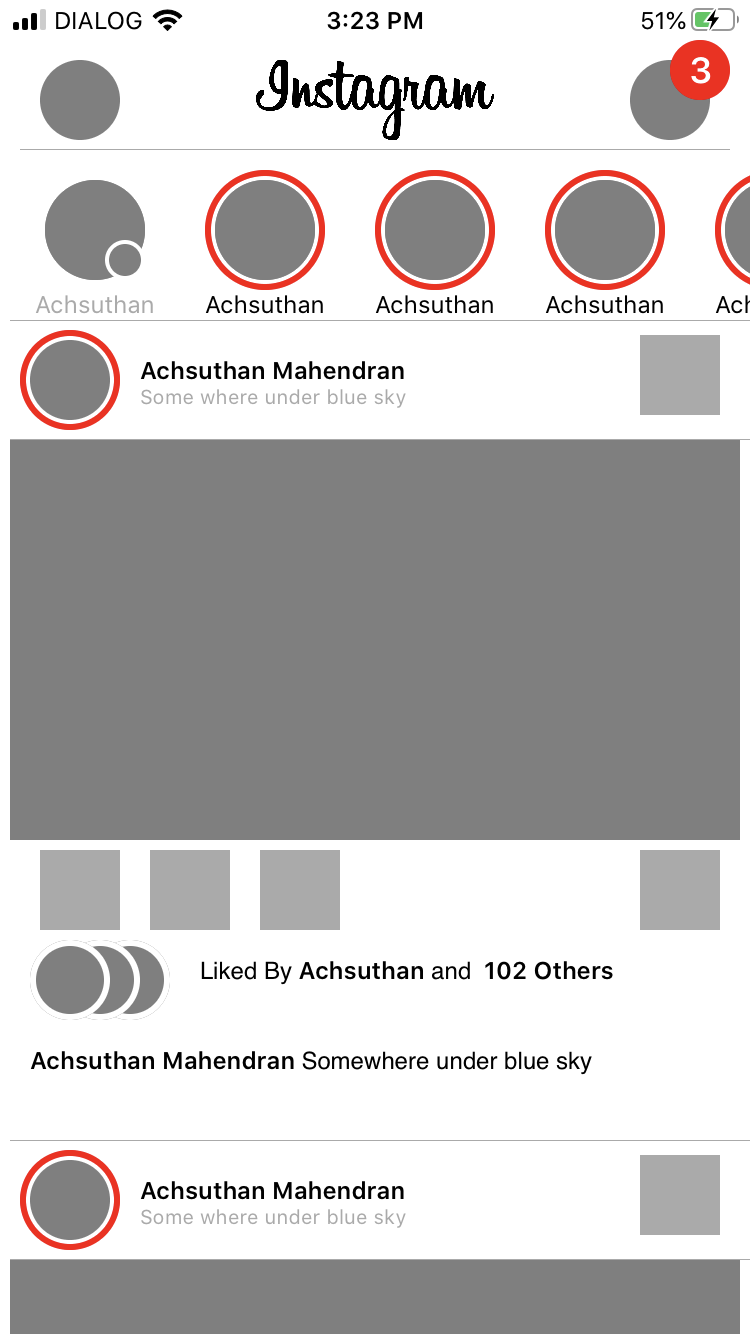 DIALOG 3:23 PM 51%
Instagram 3
Achsuthan Achsuthan Achsuthan Achsuthan Ach
Achsuthan Mahendran
Some where under blue sky
Liked By Achsuthan and 102 Others
Achsuthan Mahendran Somewhere under blue sky
Achsuthan Mahendran
Some where under blue sky